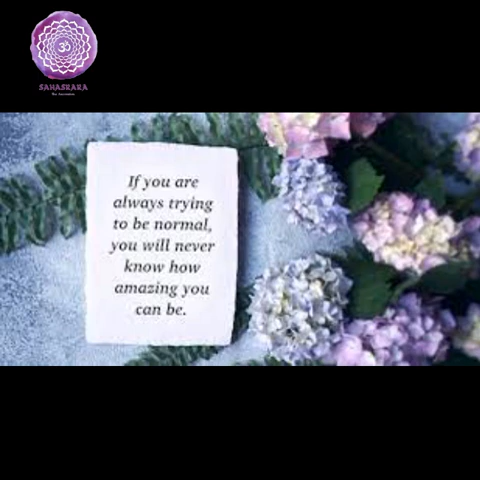 ॐ
SAHASRARA
If you are
always trying
to be normal,
you will never
know how
amazing you
can be.